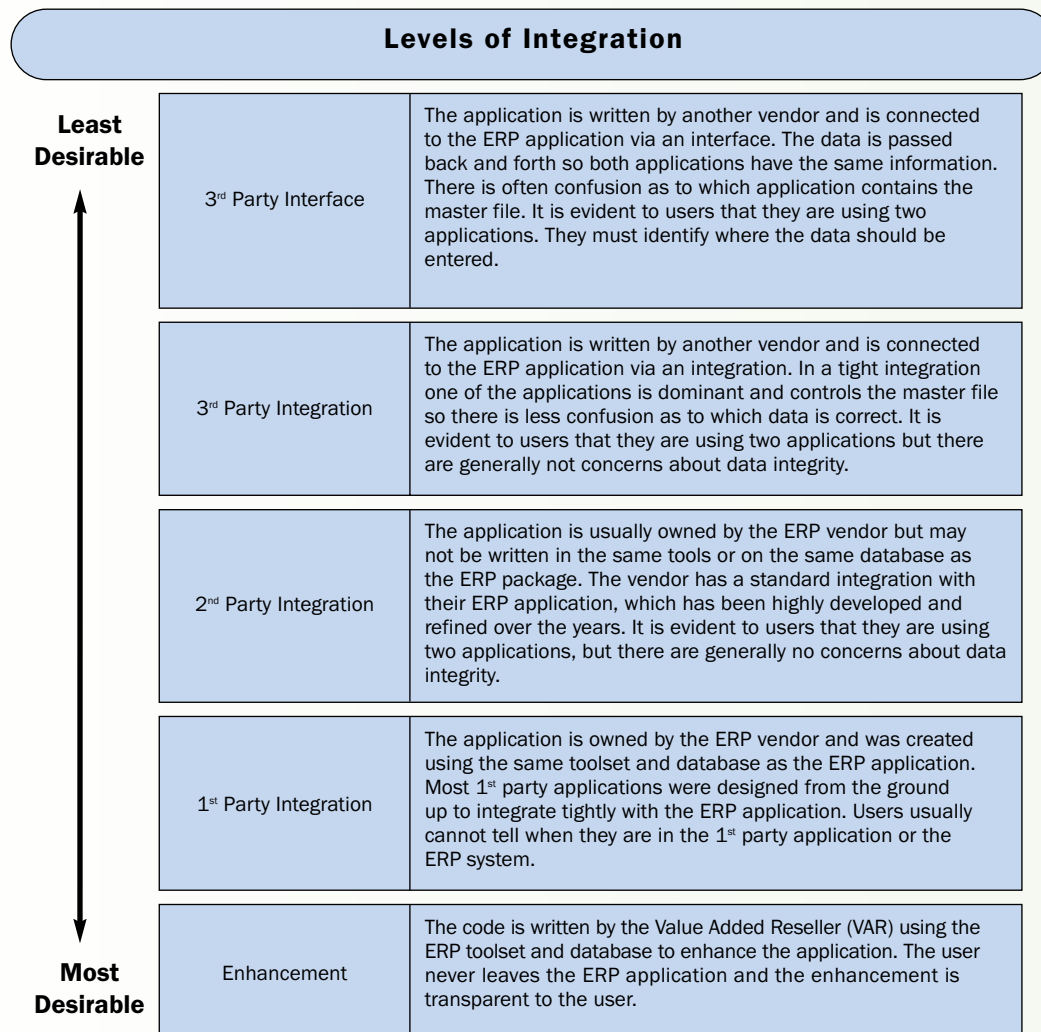 Levels of Integration
Least
Desirable
3rd Party Interface
The application is written by another vendor and is connected
to the ERP application via an interface. The data is passed
back and forth so both applications have the same information.
There is often confusion as to which application contains the
master file. It is evident to users that they are using two
applications. They must identify where the data should be
entered.
3rd Party Integration
The application is written by another vendor and is connected
to the ERP application via an integration. In a tight integration
one of the applications is dominant and controls the master file
so there is less confusion as to which data is correct. It is
evident to users that they are using two applications but there
are generally not concerns about data integrity.
2nd Party Integration
The application is usually owned by the ERP vendor but may
not be written in the same tools or on the same database as
the ERP package. The vendor has a standard integration with
their ERP application, which has been highly developed and
refined over the years. It is evident to users that they are using
two applications, but there are generally no concerns about data
integrity.
1st Party Integration
The application is owned by the ERP vendor and was created
using the same toolset and database as the ERP application.
Most 1st party applications were designed from the ground
up to integrate tightly with the ERP application. Users usually
cannot tell when they are in the 1st party application or the
ERP system.
Most
Desirable
Enhancement
The code is written by the Value Added Reseller (VAR) using the
ERP toolset and database to enhance the application. The user
never leaves the ERP application and the enhancement is
transparent to the user.